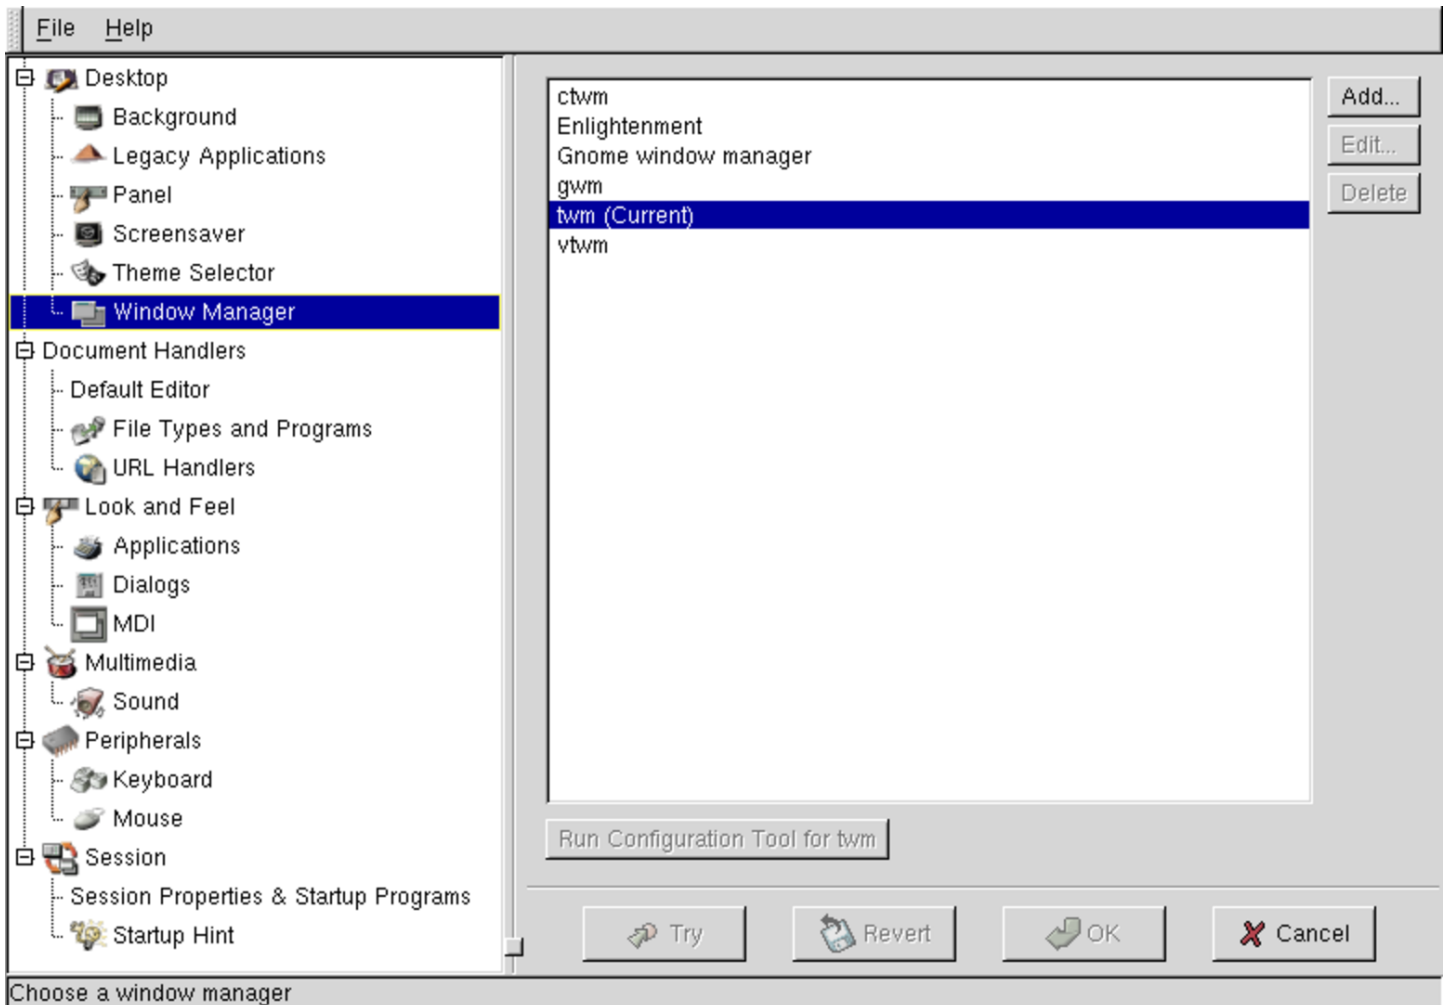 File Help
Desktop
Background
Legacy Applications
Panel
Screensaver
Theme Selector
Window Manager
Document Handlers
Default Editor
File Types and Programs
URL Handlers
Look and Feel
Applications
Dialogs
MDI
Multimedia
Sound
Peripherals
Keyboard
Mouse
Session
Session Properties & Startup Programs
Startup Hint
ctwm
Enlightenment
Gnome window manager
gwm
twm (Current)
vtwm
Add...
Edit...
Delete
Run Configuration Tool for twm
Try Revert OK Cancel
Choose a window manager